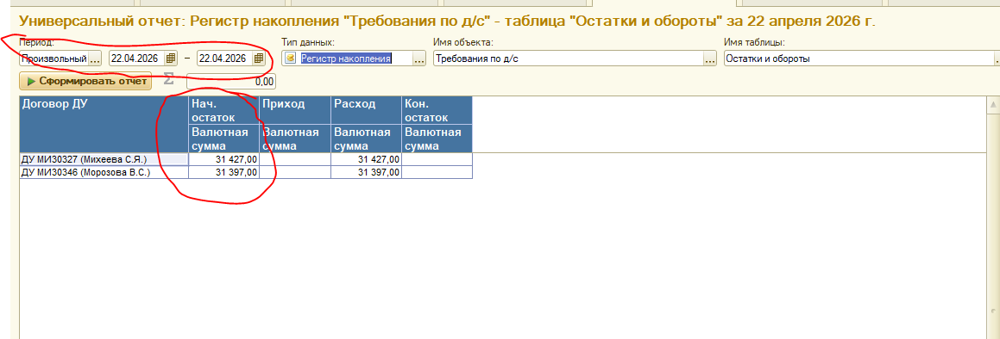 Универсальный отчет: Регистр накопления "Требования по д/с" - таблица "Остатки и обороты" за 22 апреля 2026 г.
Период: Тип данных: Имя объекта: Имя таблицы:
Произвольный ... 22.04.2026 – 22.04.2026 Регистр накопления ... Требования по д/с ... Остатки и обороты ...
Сформировать отчет Σ 0,00
Договор ДУ Нач. Приход Расход Кон.
остаток остаток
Валютная Валютная Валютная Валютная
сумма сумма сумма сумма
ДУ МИ30327 (Михеева С.Я.) 31 427,00 31 427,00
ДУ МИ30346 (Морозова В.С.) 31 397,00 31 397,00